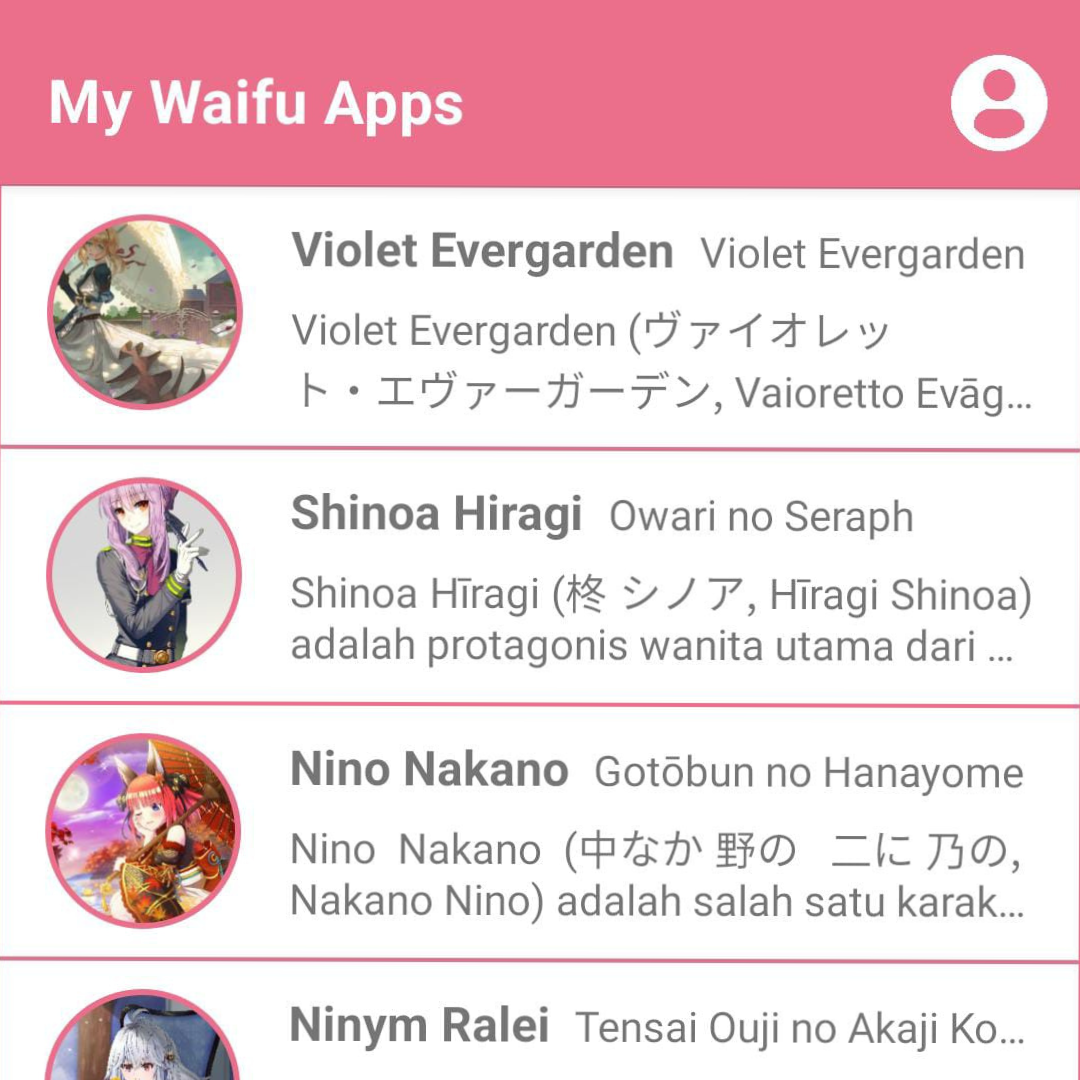 My Waifu Apps
Violet Evergarden Violet Evergarden
Violet Evergarden (ヴァイオレッ
ト・エヴァーガーデン, Vaioretto Evāg...
Shinoa Hiragi Owari no Seraph
Shinoa Hīragi (柊 シノア, Hīragi Shinoa)
adalah protagonis wanita utama dari ...
Nino Nakano Gotōbun no Hanayome
Nino Nakano (中なか 野の 二に 乃の,
Nakano Nino) adalah salah satu karak...
Ninym Ralei Tensai Ouji no Akaji Ko...